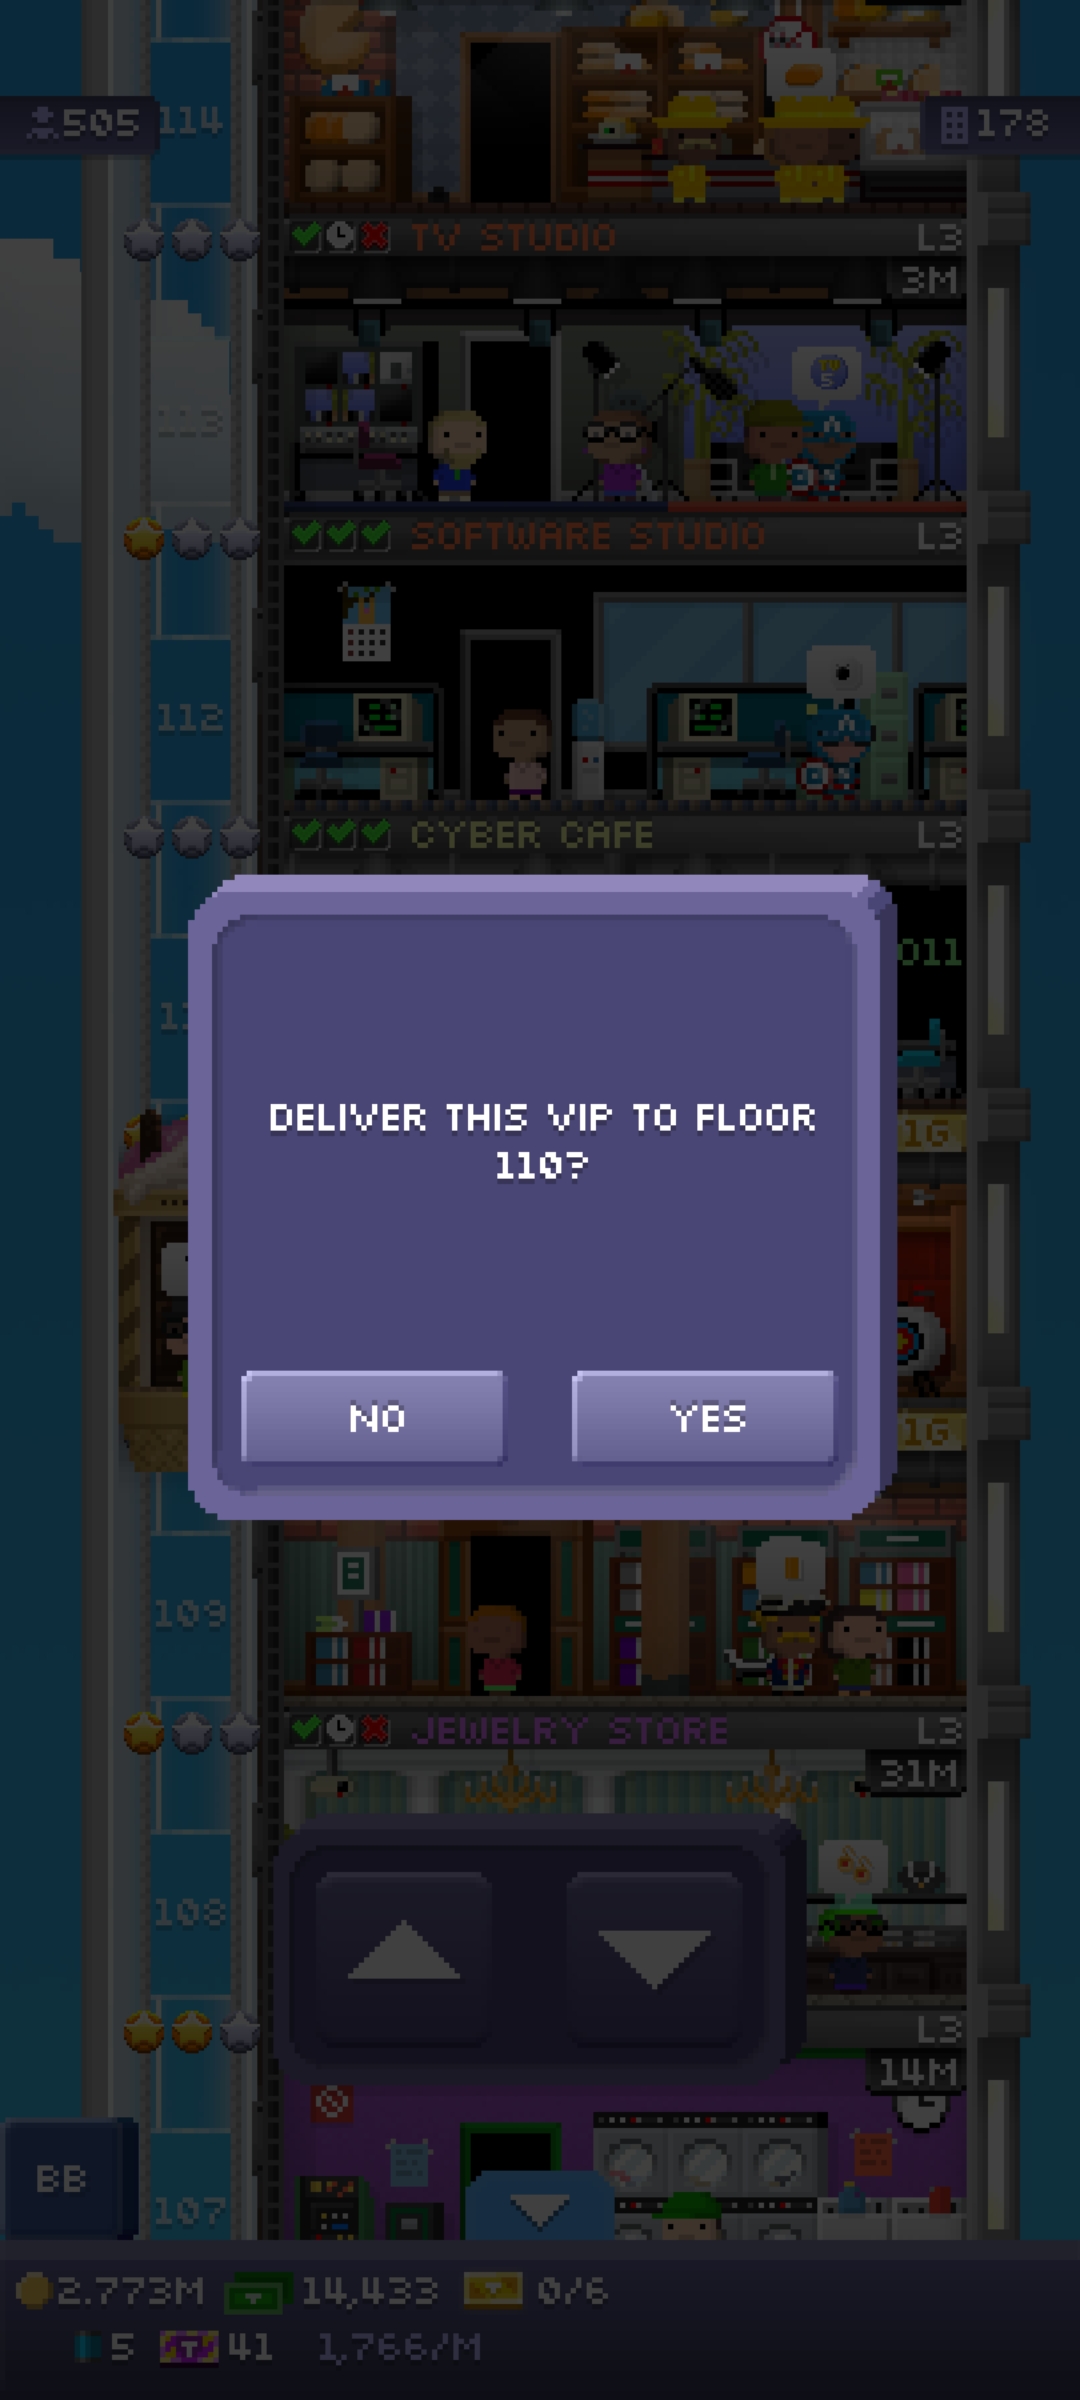 505
114
178
TV STUDIO
L3
3M
TV
5
113
SOFTWARE STUDIO
L3
112
A
CYBER CAFE
L3
011
DELIVER THIS VIP TO FLOOR
110?
1G
NO
YES
1G
109
JEWELRY STORE
L3
31M
108
L3
14M
BB
107
2.773M
14,433
0/6
5
T
41
1,766/M